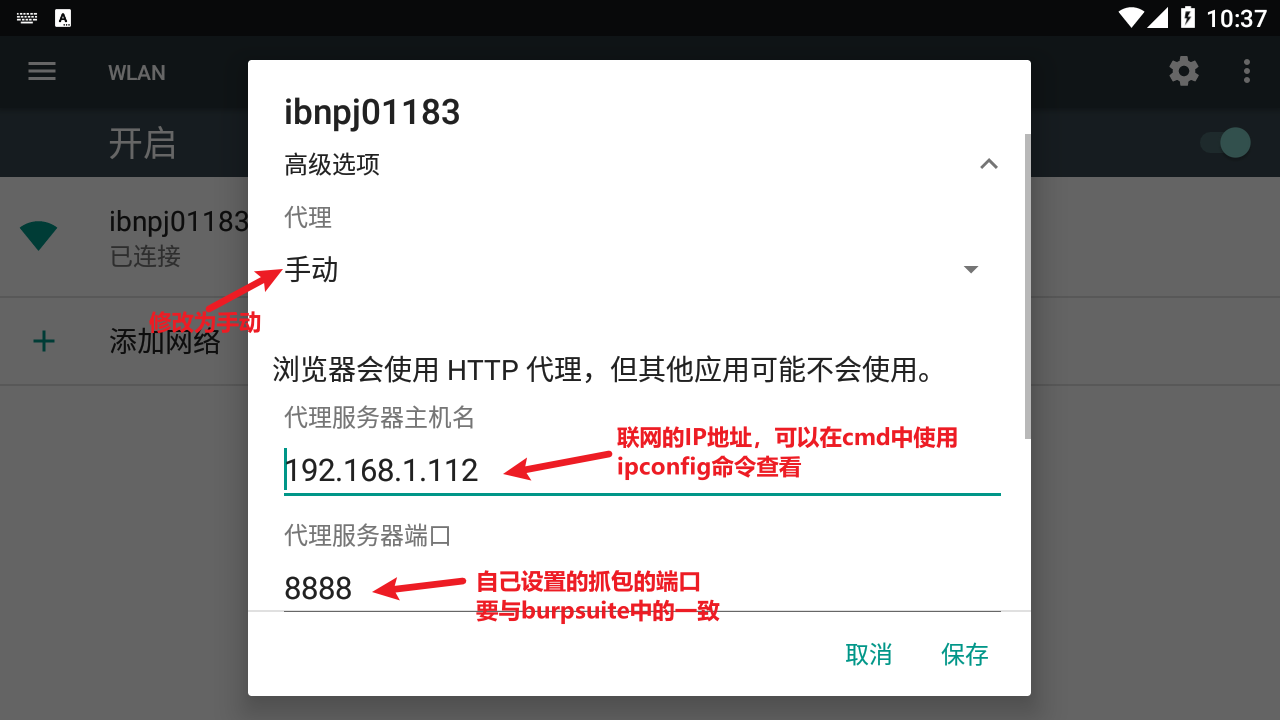 10:37
WLAN
ibnpj01183
开启
高级选项
代理
ibnpj01183
已连接
手动
修改为手动
添加网络
浏览器会使用 HTTP 代理，但其他应用可能不会使用。
代理服务器主机名
联网的IP地址，可以在cmd中使用
ipconfig命令查看
192.168.1.112
代理服务器端口
自己设置的抓包的端口
8888
要与burpsuite中的一致
取消
保存